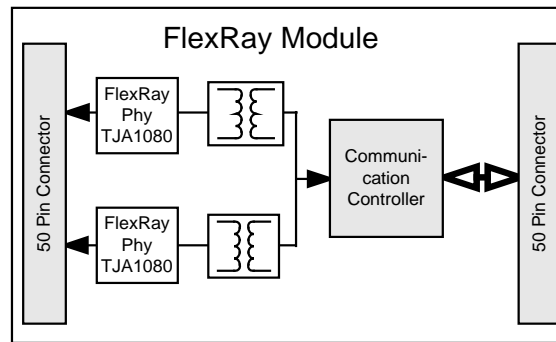 FlexRay Module
50 Pin Connector
FlexRay
Phy
TJA1080
FlexRay
Phy
TJA1080
Communi-
cation
Controller
50 Pin Connector